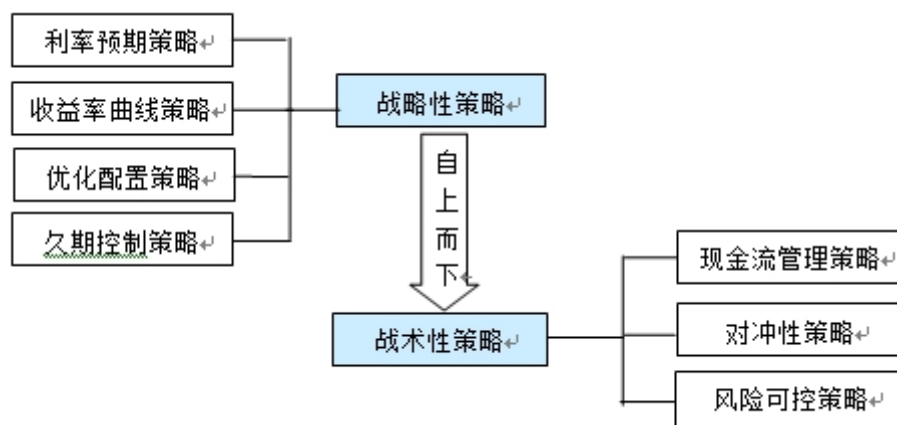 利率预期策略
收益率曲线策略
优化配置策略
久期控制策略
战略性策略
自上而下
战术性策略
现金流管理策略
对冲性策略
风险可控策略